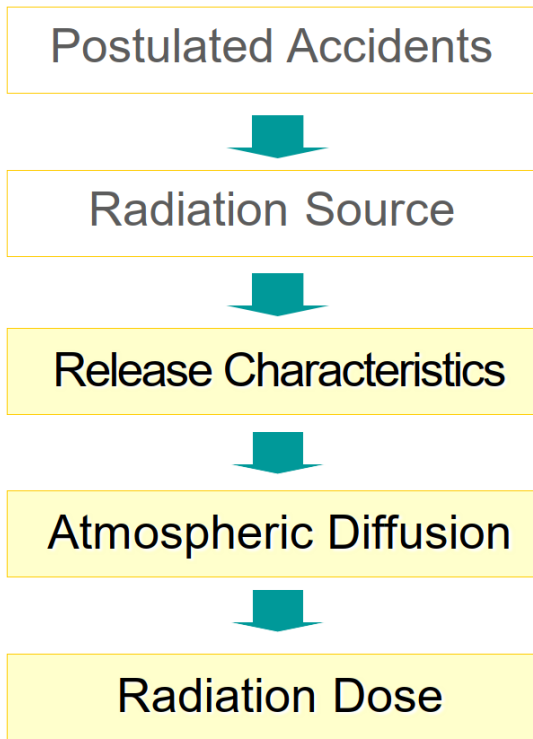 Postulated Accidents
Radiation Source
Release Characteristics
Atmospheric Diffusion
Radiation Dose